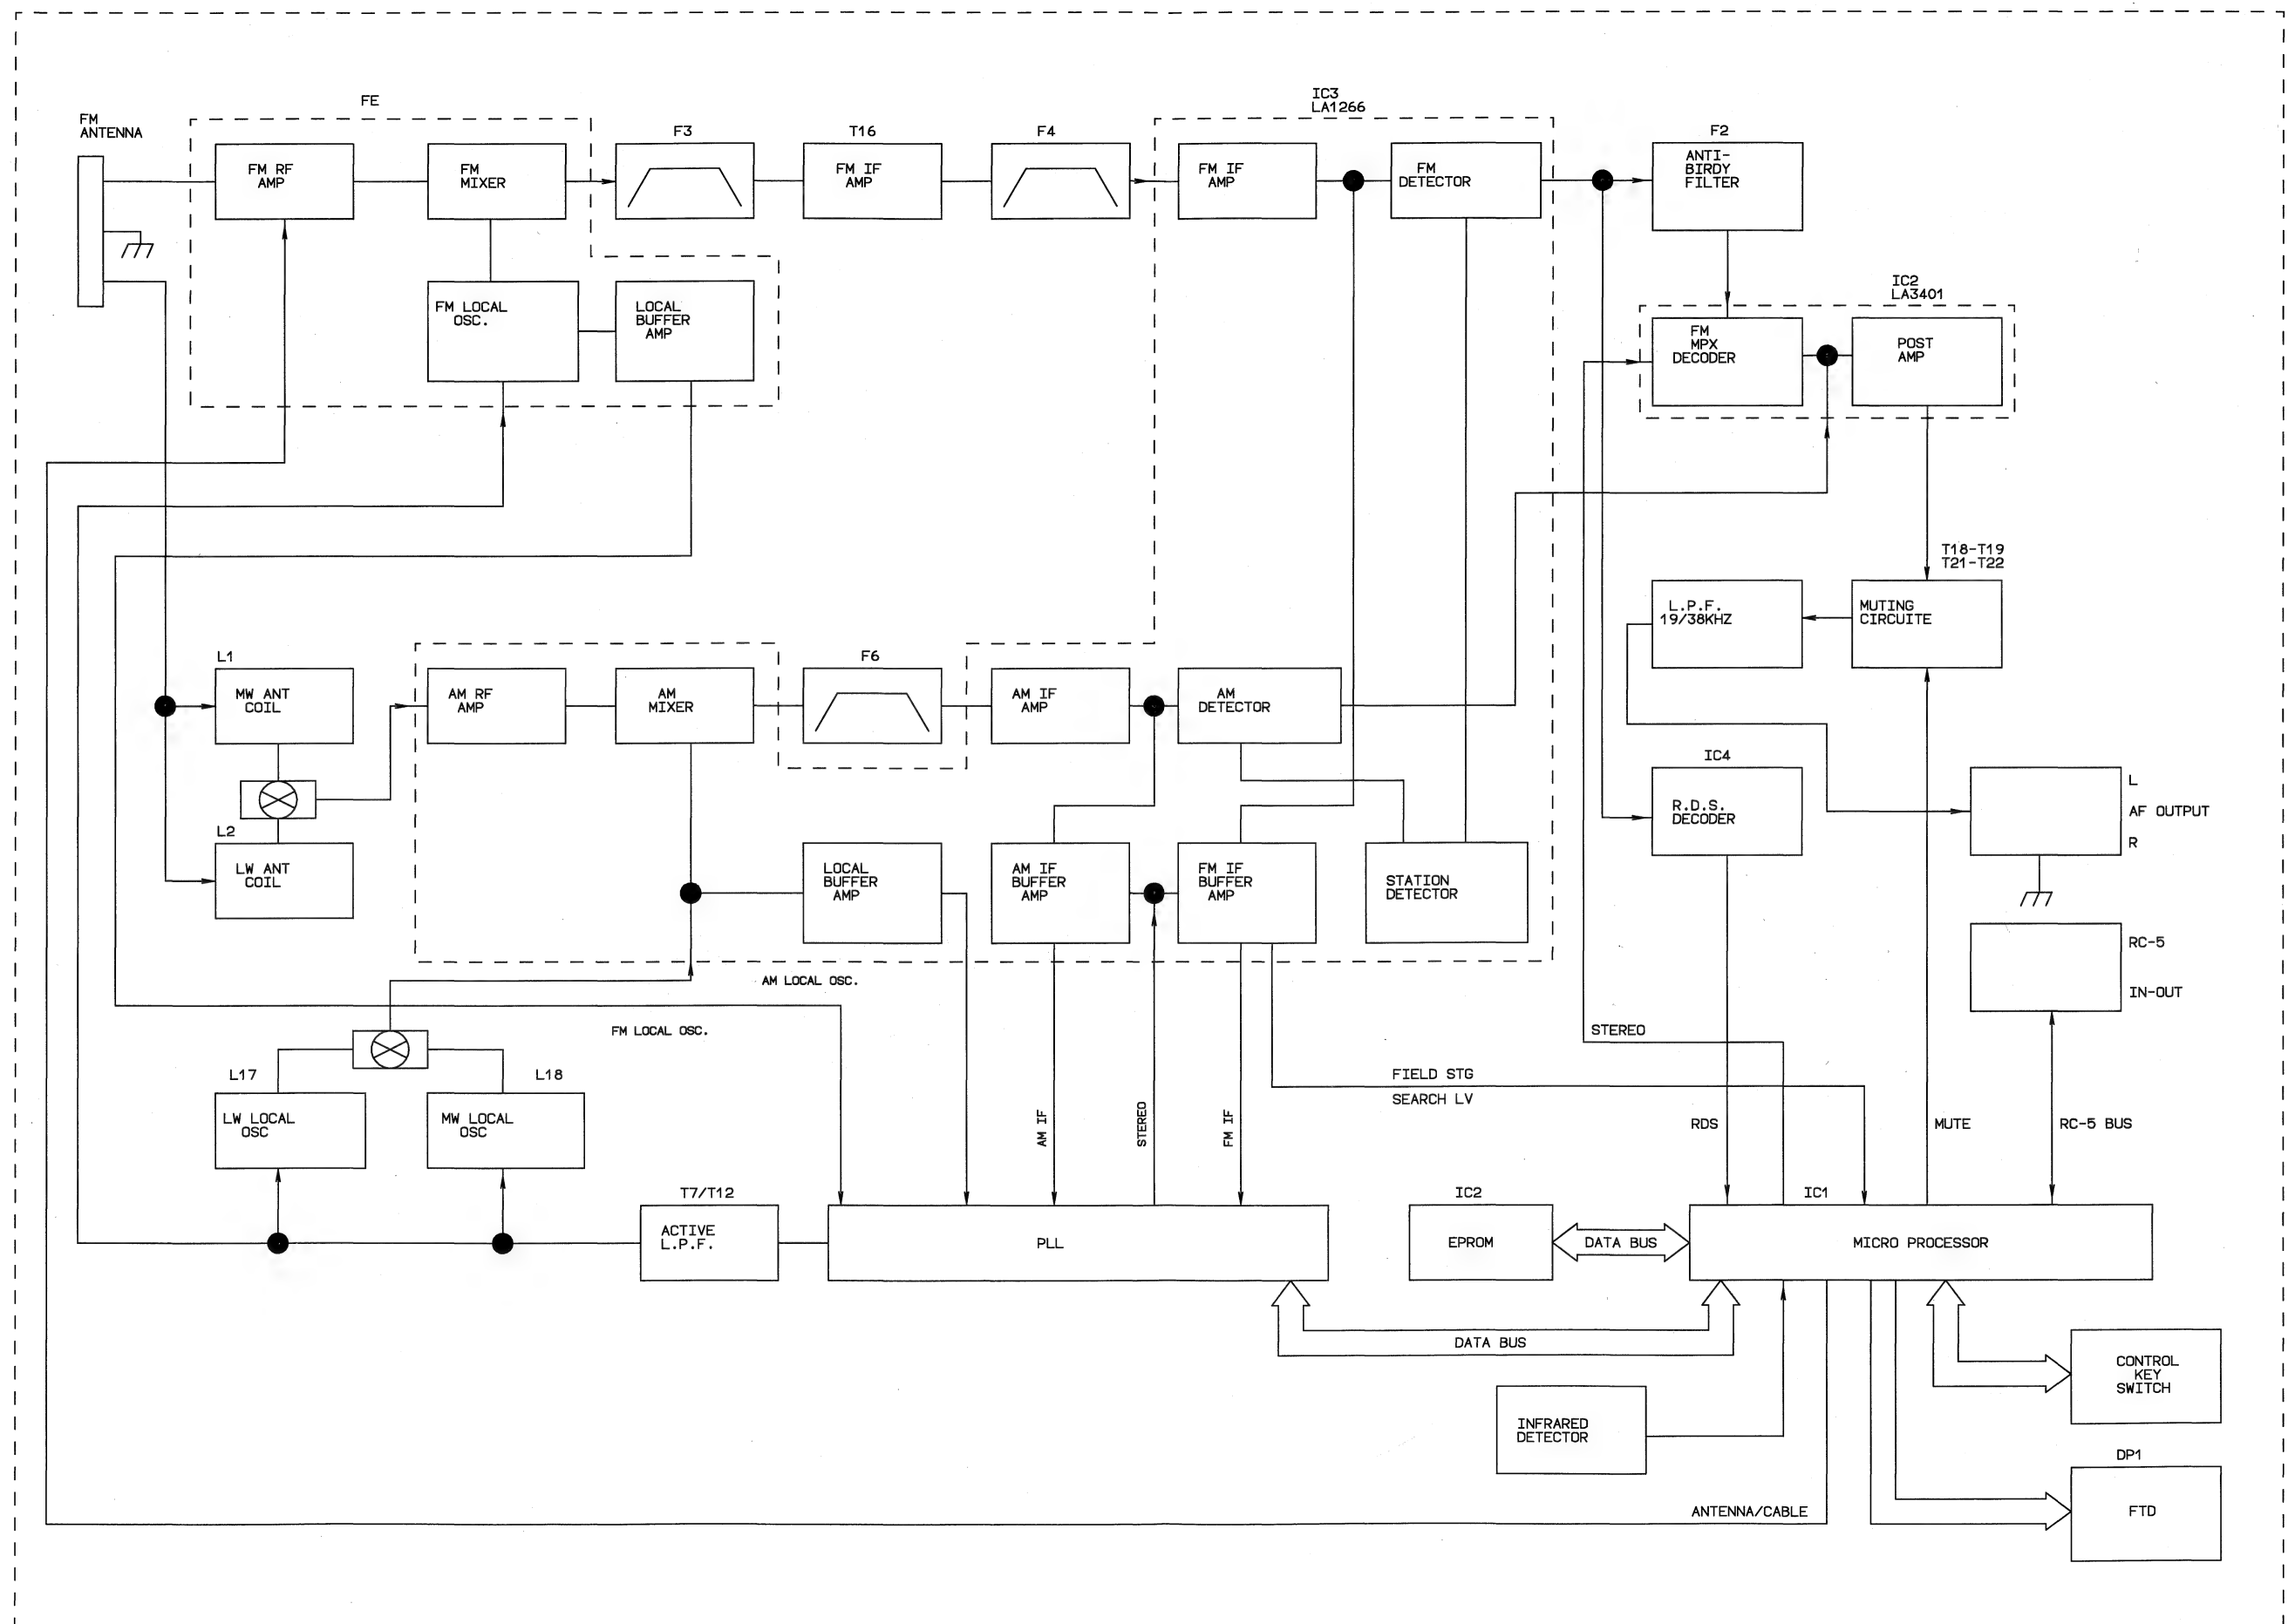 FE
IC3
LA1266
FM
ANTENNA
F3
T16
F4
F2
FM RF
AMP
FM
MIXER
FM IF
AMP
FM IF
AMP
FM
DETECTOR
ANTI-
BIRDY
FILTER
IC2
LA3401
FM LOCAL
OSC.
LOCAL
BUFFER
AMP
FM
MPX
DECODER
POST
AMP
T18-T19
T21-T22
L.P.F.
19/38KHZ
MUTING
CIRCUITE
L1
F6
MW ANT
COIL
AM RF
AMP
AM
MIXER
AM IF
AMP
AM
DETECTOR
IC4
L
R.D.S.
DECODER
AF OUTPUT
R
L2
LW ANT
COIL
LOCAL
BUFFER
AMP
AM IF
BUFFER
AMP
FM IF
BUFFER
AMP
STATION
DETECTOR
RC-5
IN-OUT
AM LOCAL OSC.
FM LOCAL OSC.
STEREO
L17
L18
FIELD STG
SEARCH LV
LW LOCAL
OSC
MW LOCAL
OSC
AM IF
STEREO
FM IF
RDS
MUTE
RC-5 BUS
T7/T12
IC2
IC1
ACTIVE
L.P.F.
PLL
EPROM
DATA BUS
MICRO PROCESSOR
DATA BUS
CONTROL
KEY
SWITCH
INFRARED
DETECTOR
DP1
ANTENNA/CABLE
FTD